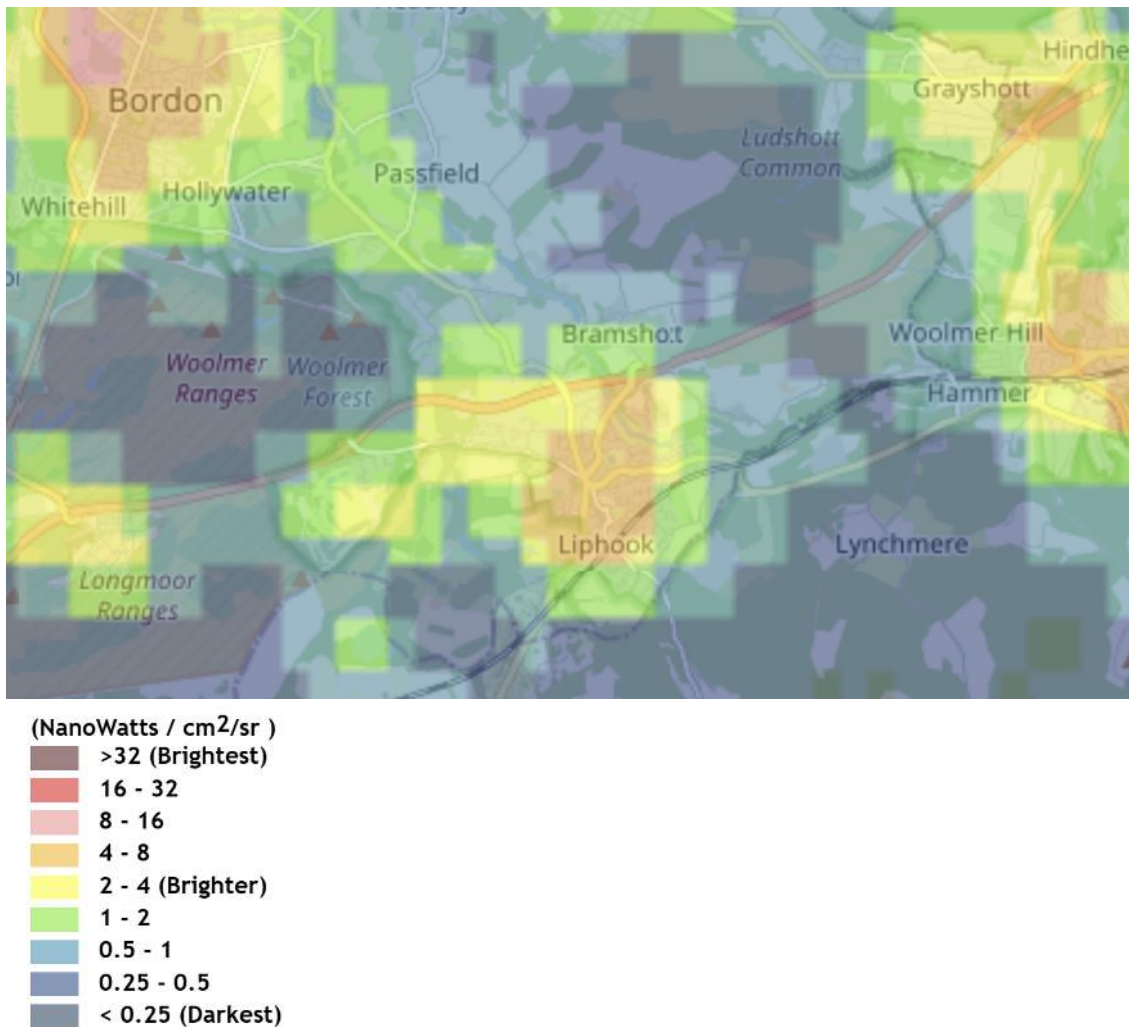 Hindhe
Grayshott
Bordon
Ludshott
Common
Passfield
Hollywater
Whitehill
Bramshott
Woolmer Hill
Woolmer
Ranges
Woolmer
Forest
Hammer
Liphook
Lynchmere
Longmoor
Ranges
(NanoWatts / cm2/sr )
>32 (Brightest)
16 - 32
8 - 16
4 - 8
2 - 4 (Brighter)
1 - 2
0.5 - 1
0.25 - 0.5
< 0.25 (Darkest)